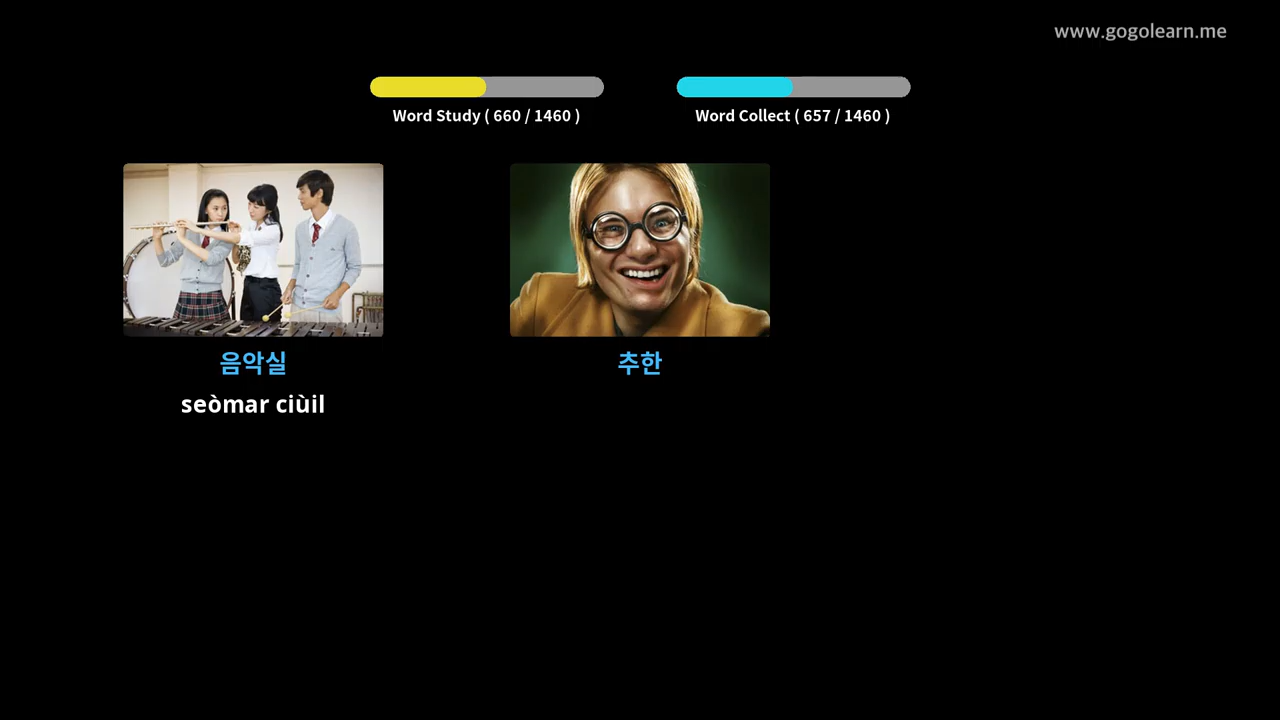 www.gogolearn.me
Word Study ( 660 / 1460 )
Word Collect ( 657 / 1460 )
음악실
추한
seòmar ciùil